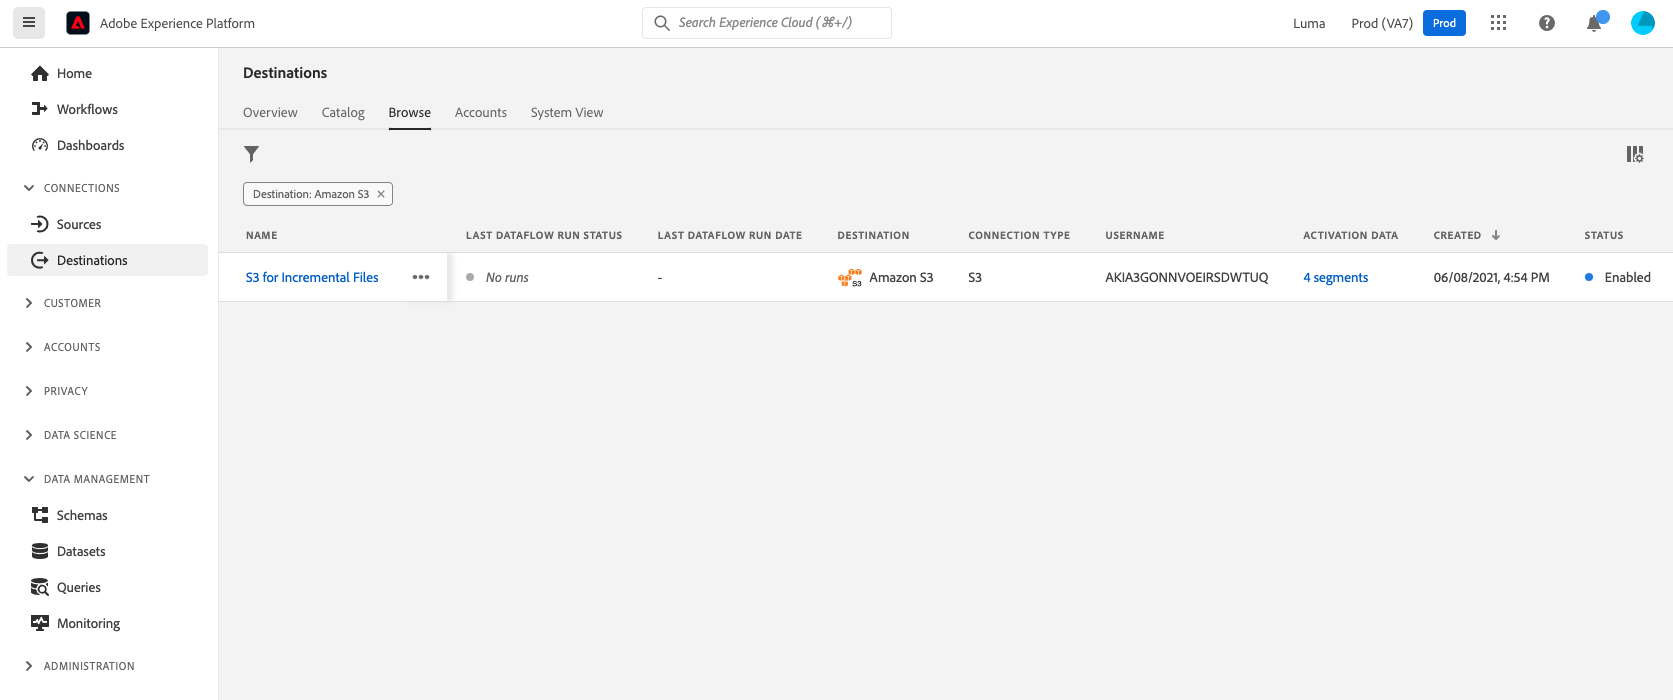 Adobe Experience Platform
Search Experience Cloud (⌘+/)
Luma
Prod (VA7)
Prod
Home
Workflows
Dashboards
CONNECTIONS
Sources
Destinations
CUSTOMER
ACCOUNTS
PRIVACY
DATA SCIENCE
DATA MANAGEMENT
Schemas
Datasets
Queries
Monitoring
ADMINISTRATION
Destinations
Overview Catalog Browse Accounts System View
Destination: Amazon S3 ×
NAME LAST DATAFLOW RUN STATUS LAST DATAFLOW RUN DATE DESTINATION CONNECTION TYPE USERNAME ACTIVATION DATA CREATED ↓ STATUS
S3 for Incremental Files ••• No runs - S3 Amazon S3 S3 AKIA3GONNVOEIRSDWTUQ 4 segments 06/08/2021, 4:54 PM Enabled